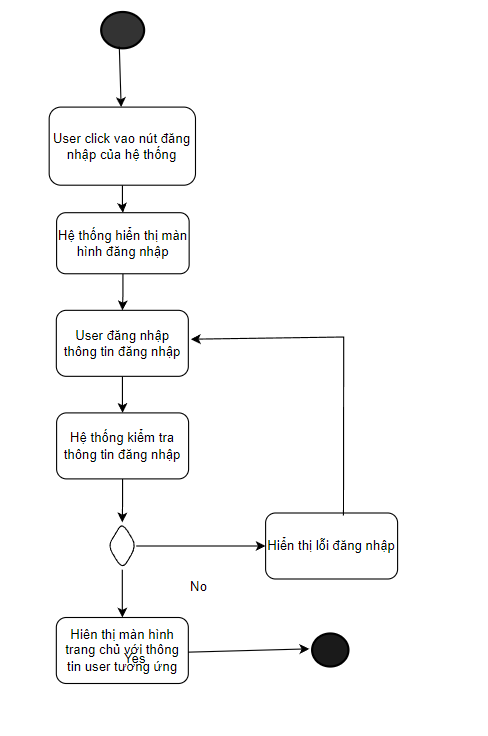 User click vao nút đăng
nhập của hệ thống
Hệ thống hiển thị màn
hình đăng nhập
User đăng nhập
thông tin đăng nhập
Hệ thống kiểm tra
thông tin đăng nhập
Hiển thị lỗi đăng nhập
No
Hiên thị màn hình
trang chủ với thông
tin user tương ứng
Yes